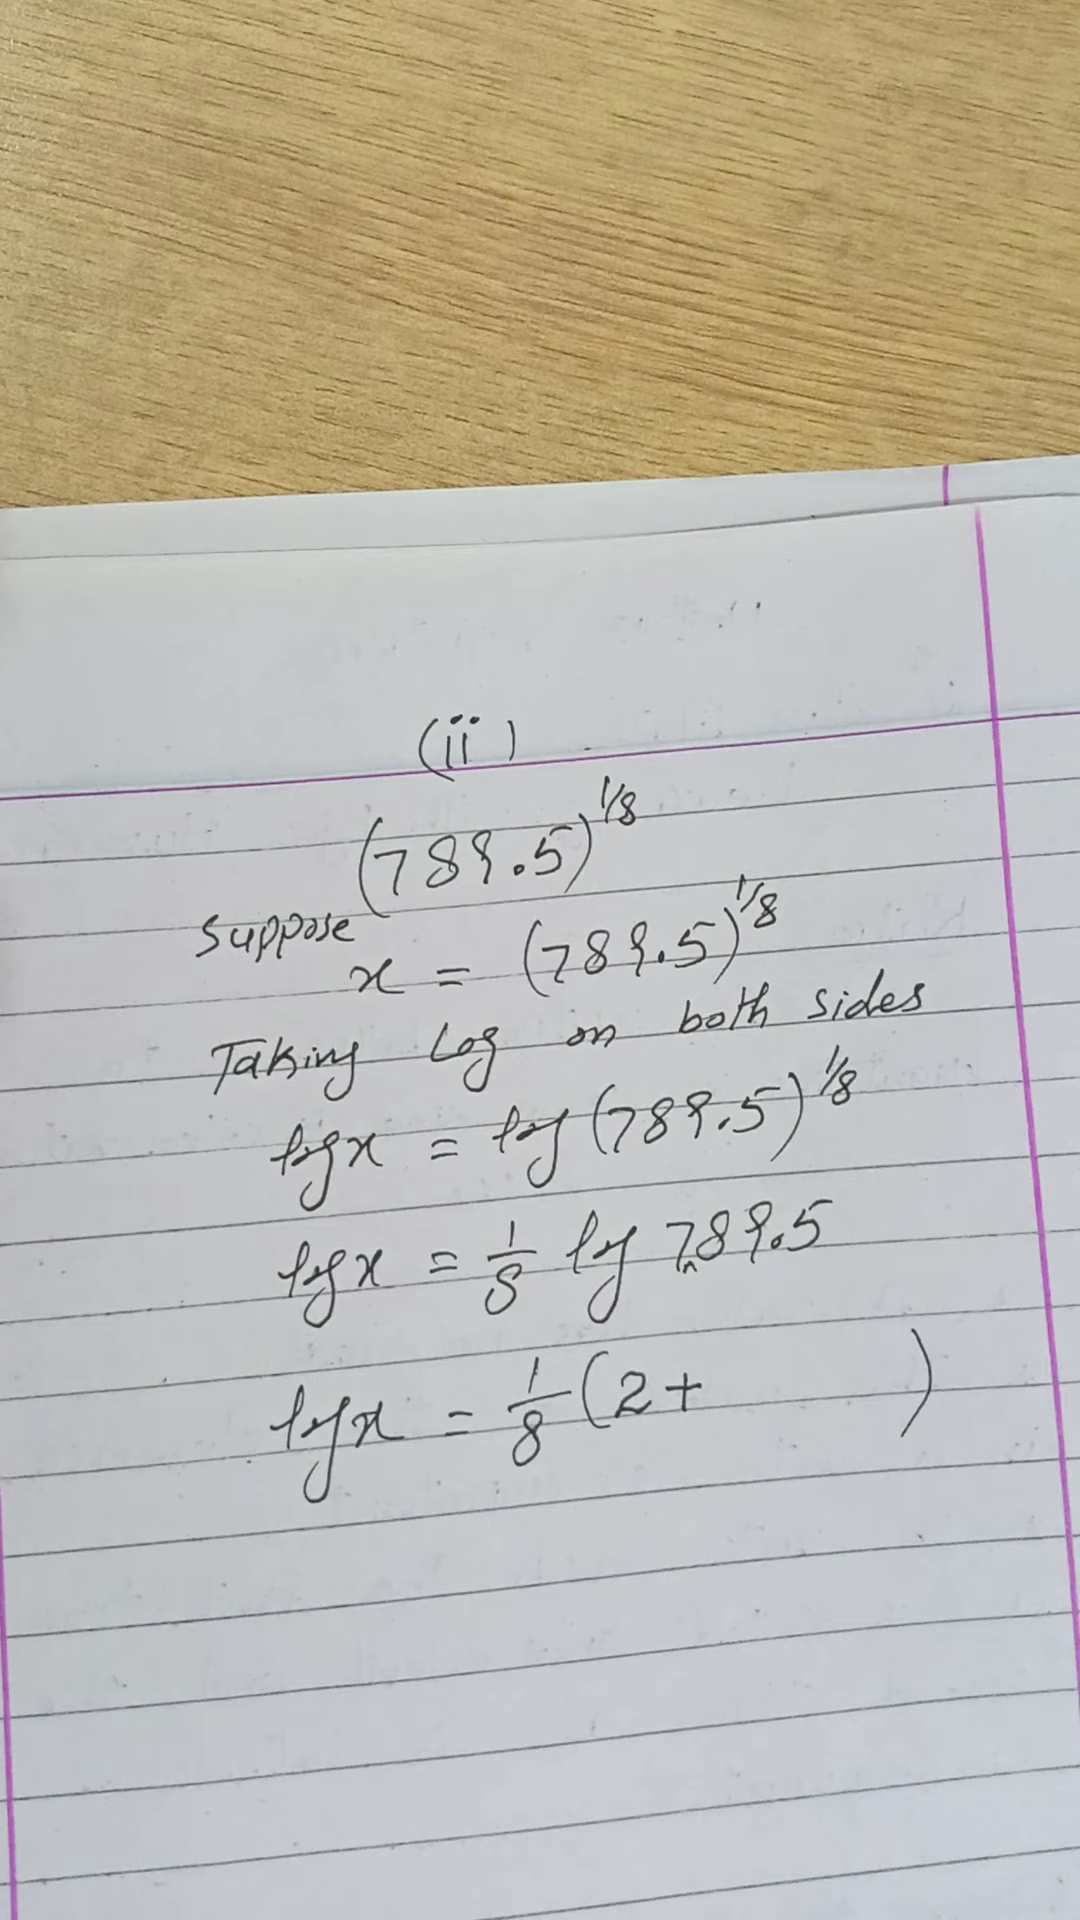 (ii)
(789.5)^1/8
Suppose
x = (789.5)^1/8
Taking Log on both sides
log x = log (789.5)^1/8
log x = 1/8 log 789.5
log x = 1/8 (2+ )